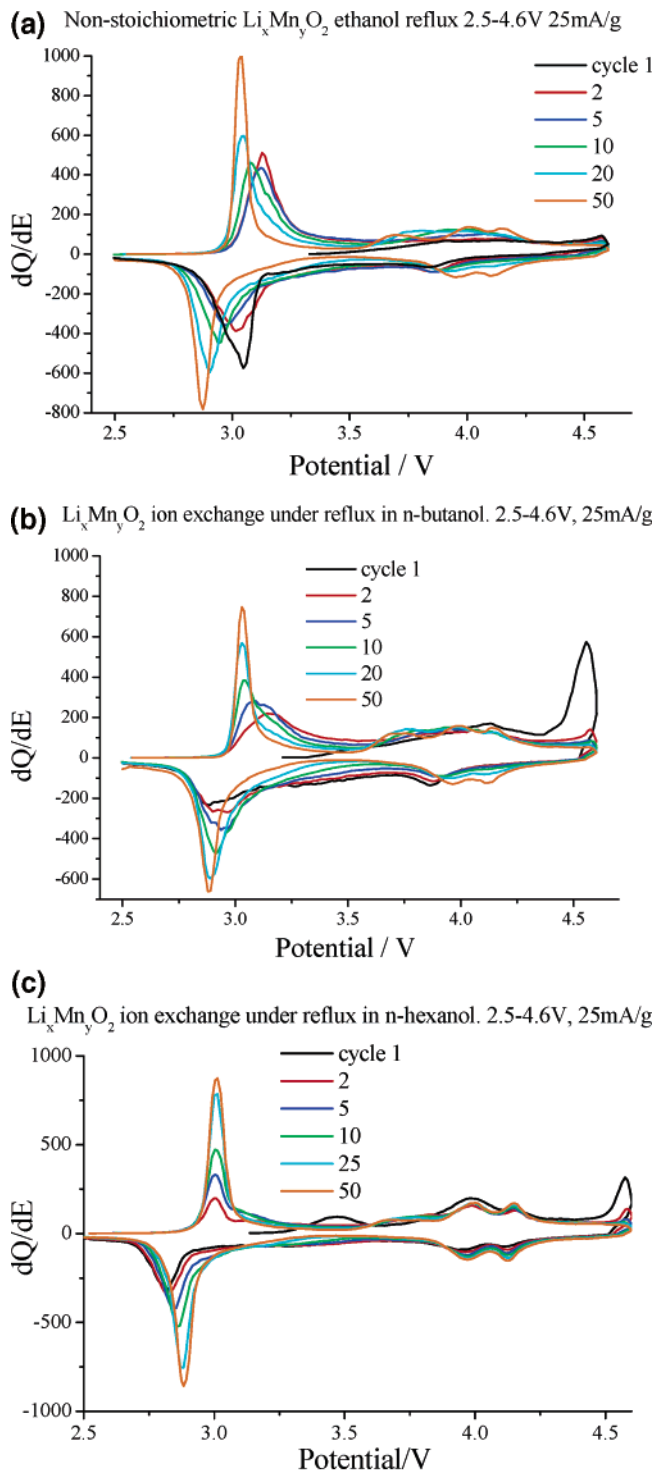 (a) Non-stoichiometric LixMnyO2 ethanol reflux 2.5-4.6V 25mA/g
cycle 1
2
5
10
20
50
1000
800
600
400
200
0
-200
-400
-600
-800
dQ/dE
2.5 3.0 3.5 4.0 4.5
Potential / V
(b) LixMnyO2 ion exchange under reflux in n-butanol. 2.5-4.6V, 25mA/g
cycle 1
2
5
10
20
50
1000
800
600
400
200
0
-200
-400
-600
dQ/dE
2.5 3.0 3.5 4.0 4.5
Potential / V
(c)
LixMnyO2 ion exchange under reflux in n-hexanol. 2.5-4.6V, 25mA/g
cycle 1
2
5
10
25
50
1000
500
0
-500
-1000
dQ/dE
2.5 3.0 3.5 4.0 4.5
Potential/V